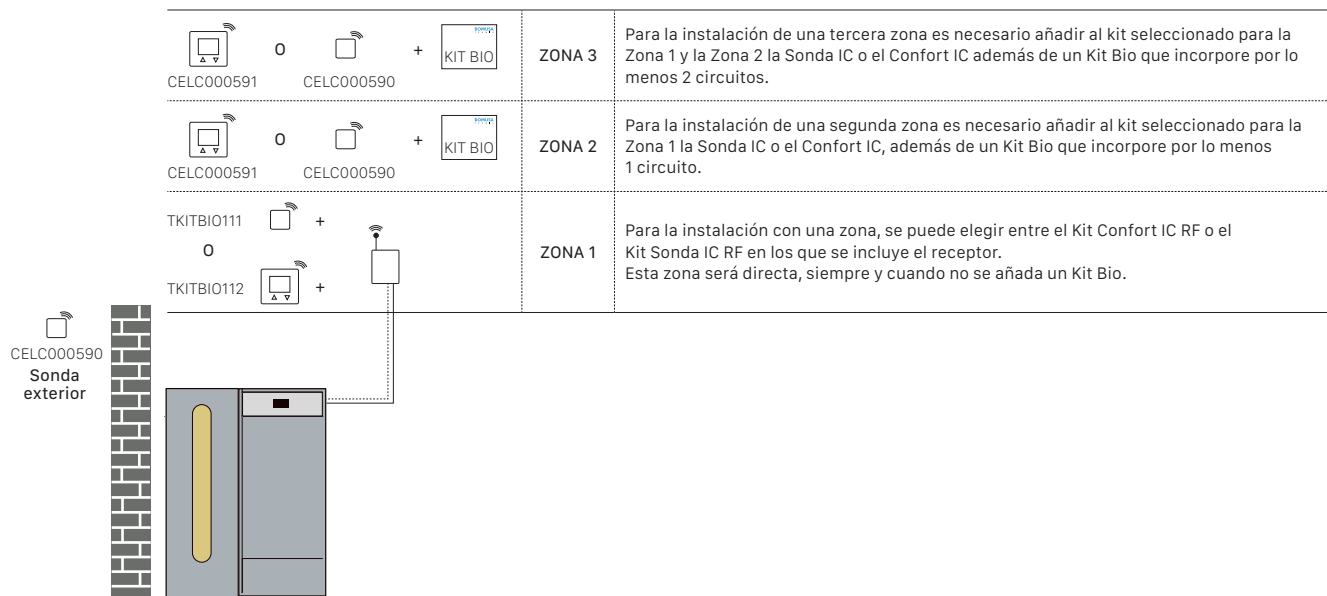 DOMUSA
O
+
KIT BIO
CELC000591
CELC000590
ZONA 3
Para la instalación de una tercera zona es necesario añadir al kit seleccionado para la
Zona 1 y la Zona 2 la Sonda IC o el Confort IC además de un Kit Bio que incorpore por lo
menos 2 circuitos.
DOMUSA
O
+
KIT BIO
CELC000591
CELC000590
ZONA 2
Para la instalación de una segunda zona es necesario añadir al kit seleccionado para la
Zona 1 la Sonda IC o el Confort IC, además de un Kit Bio que incorpore por lo menos
1 circuito.
TKITBIO111
+
O
TKITBIO112
+
ZONA 1
Para la instalación con una zona, se puede elegir entre el Kit Confort IC RF o el
Kit Sonda IC RF en los que se incluye el receptor.
Esta zona será directa, siempre y cuando no se añada un Kit Bio.
CELC000590
Sonda
exterior